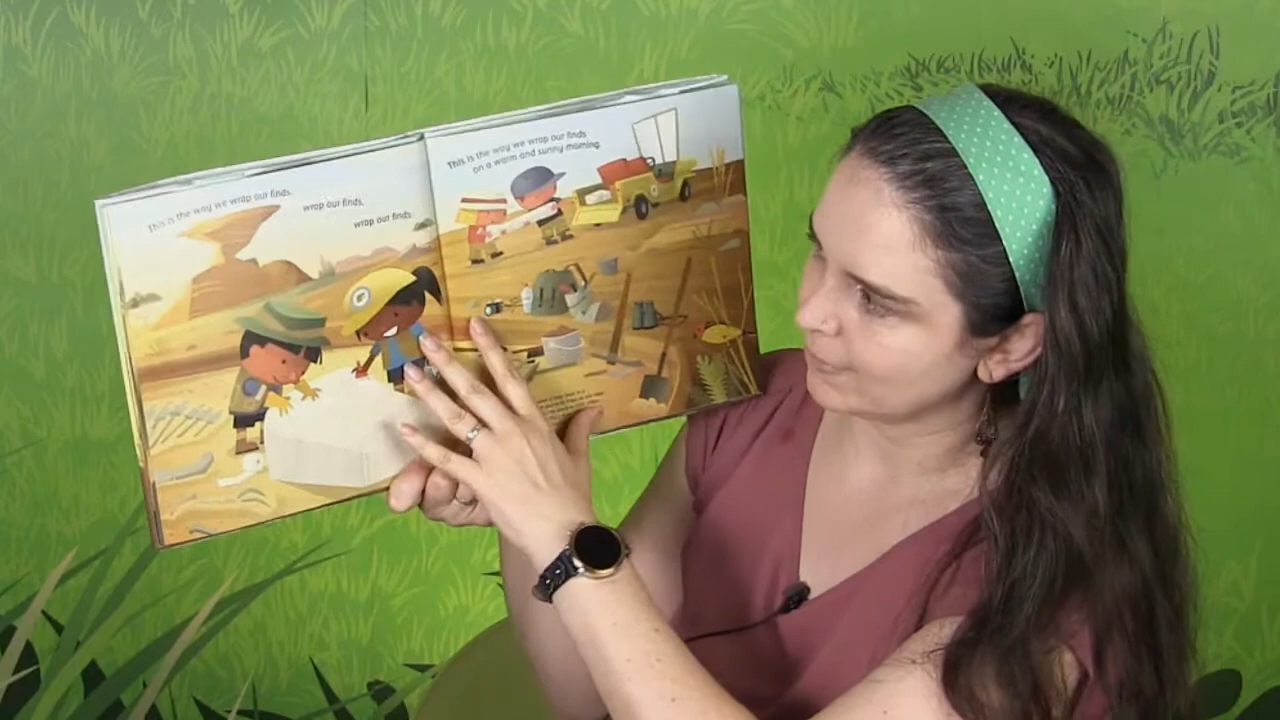 This is the way we wrap our finds,
wrap our finds,
wrap our finds.
This is the way we wrap our finds
on a warm and sunny morning.